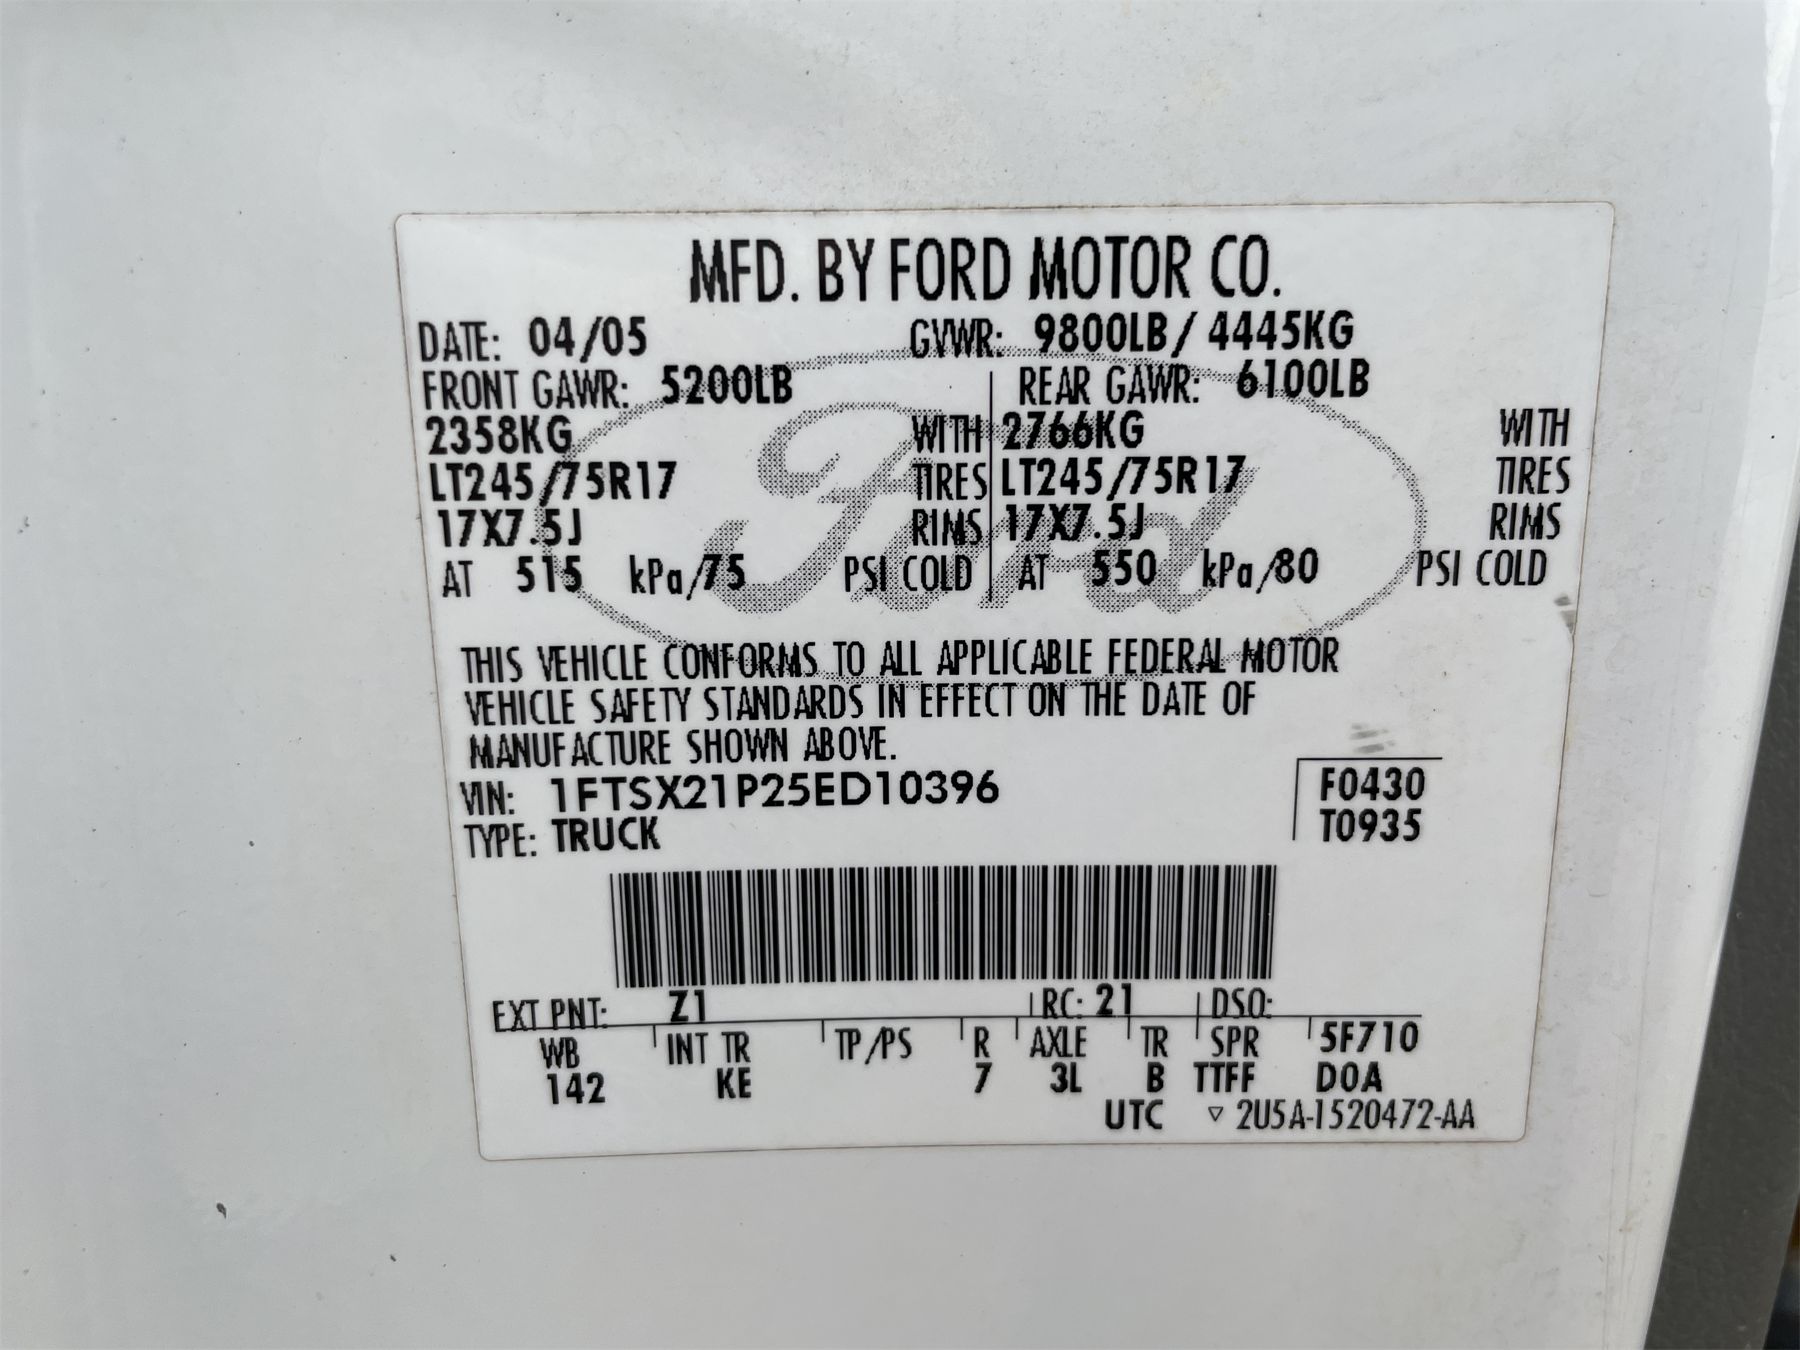 MFD. BY FORD MOTOR CO.
DATE: 04/05 GVWR: 9800LB/ 4445KG
FRONT GAWR: 5200LB REAR GAWR: 6100LB
2358KG WITH 2766KG WITH
LT245/75R17 TIRES LT245/75R17 TIRES
17X7.5J RIMS 17X7.5J RIMS
AT 515 kPa/75 PSI COLD AT 550 kPa/80 PSI COLD
Ford
THIS VEHICLE CONFORMS TO ALL APPLICABLE FEDERAL MOTOR
VEHICLE SAFETY STANDARDS IN EFFECT ON THE DATE OF
MANUFACTURE SHOWN ABOVE.
VIN: 1FTSX21P25ED10396 F0430
TYPE: TRUCK T0935
EXT PNT: Z1 RC: 21 DSO:
WB INT TR TP/PS R AXLE TR SPR 5F710
142 KE 7 3L B TTFF DOA
UTC ▽ 2U5A-1520472-AA